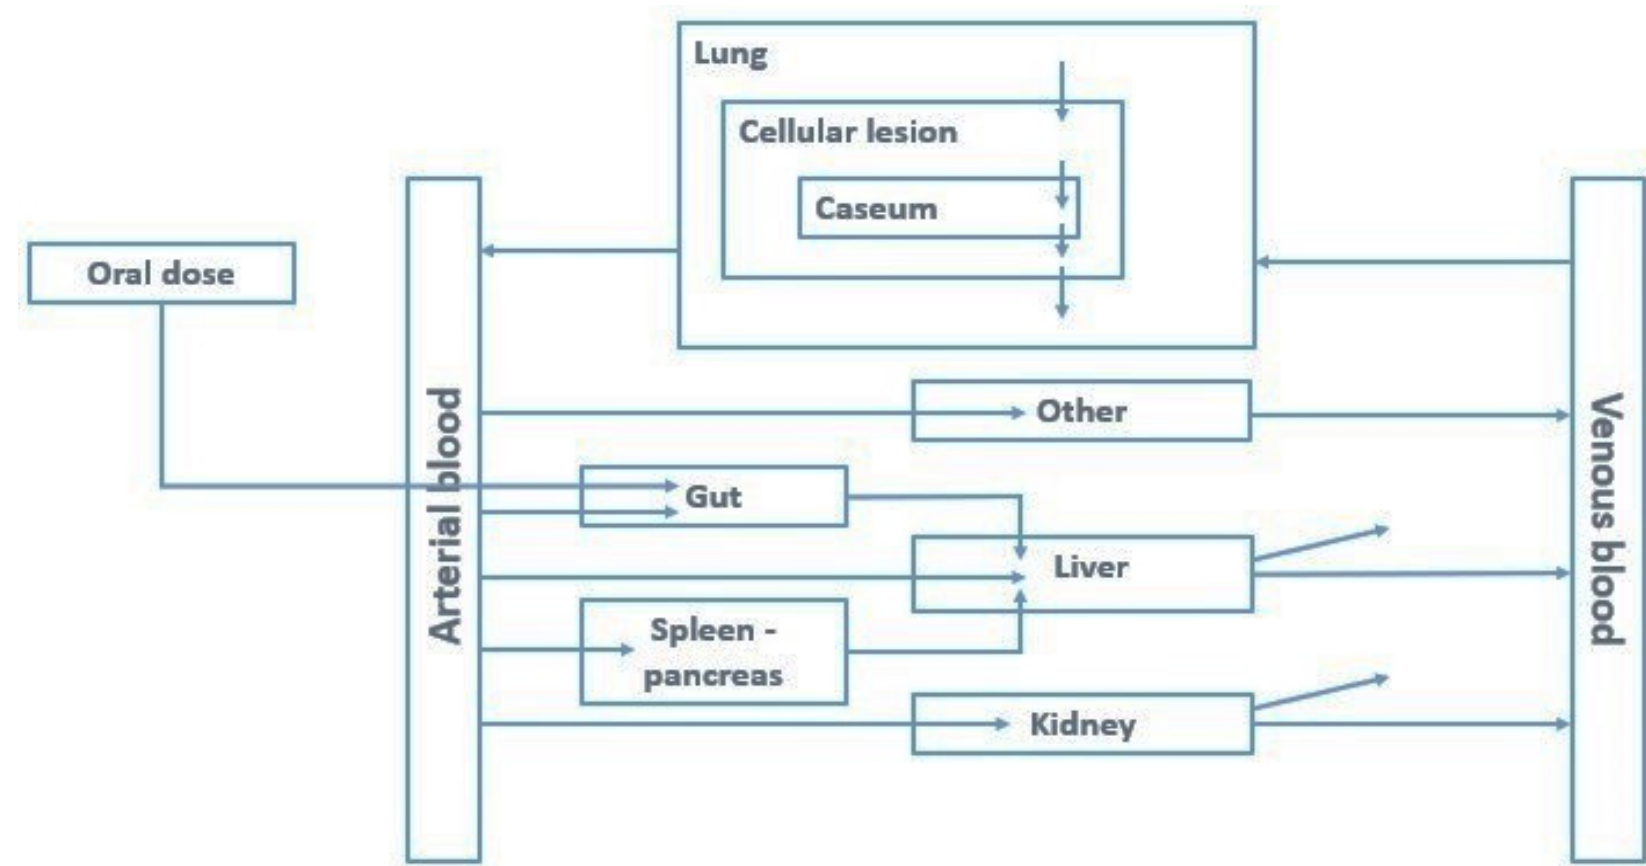 Lung
Cellular lesion
Caseum
Oral dose
Arterial blood
Other
Gut
Liver
Spleen -
pancreas
Kidney
Venous blood